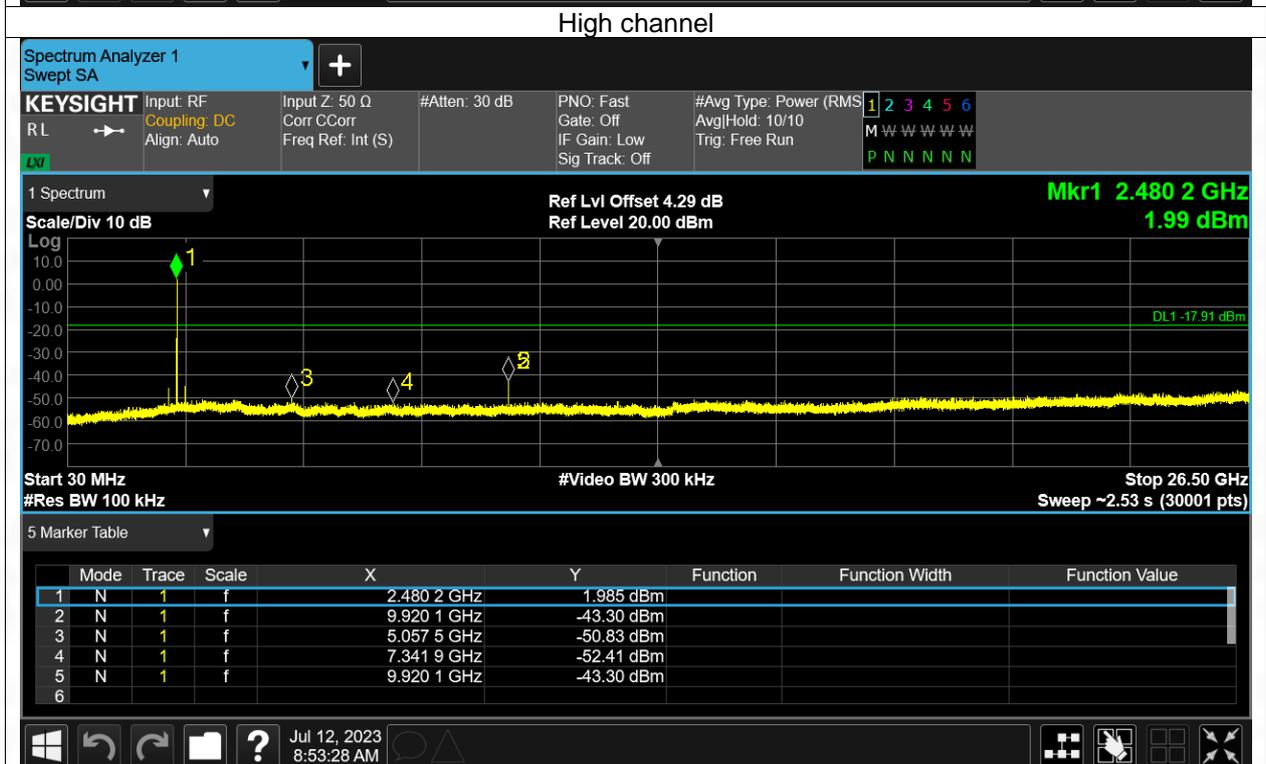 High channel
Spectrum Analyzer 1
Swept SA
+
KEYSIGHT
RL
LXI
Input: RF
Coupling: DC
Align: Auto
Input Z: 50 Ω
Corr CCorr
Freq Ref: Int (S)
#Atten: 30 dB
PNO: Fast
Gate: Off
IF Gain: Low
Sig Track: Off
#Avg Type: Power (RMS
Avg|Hold: 10/10
Trig: Free Run
1 2 3 4 5 6
M W W W W W
P N N N N N
1 Spectrum
Scale/Div 10 dB
Ref Lvl Offset 4.29 dB
Ref Level 20.00 dBm
Mkr1 2.480 2 GHz
1.99 dBm
Log
10.0
0.00
-10.0
-20.0
-30.0
-40.0
-50.0
-60.0
-70.0
1
DL1 -17.91 dBm
3
4
Start 30 MHz
#Res BW 100 kHz
#Video BW 300 kHz
Stop 26.50 GHz
Sweep ~2.53 s (30001 pts)
5 Marker Table
Mode Trace Scale X Y Function Function Width Function Value
1 N 1 f 2.480 2 GHz 1.985 dBm
2 N 1 f 9.920 1 GHz -43.30 dBm
3 N 1 f 5.057 5 GHz -50.83 dBm
4 N 1 f 7.341 9 GHz -52.41 dBm
5 N 1 f 9.920 1 GHz -43.30 dBm
6
?
Jul 12, 2023
8:53:28 AM